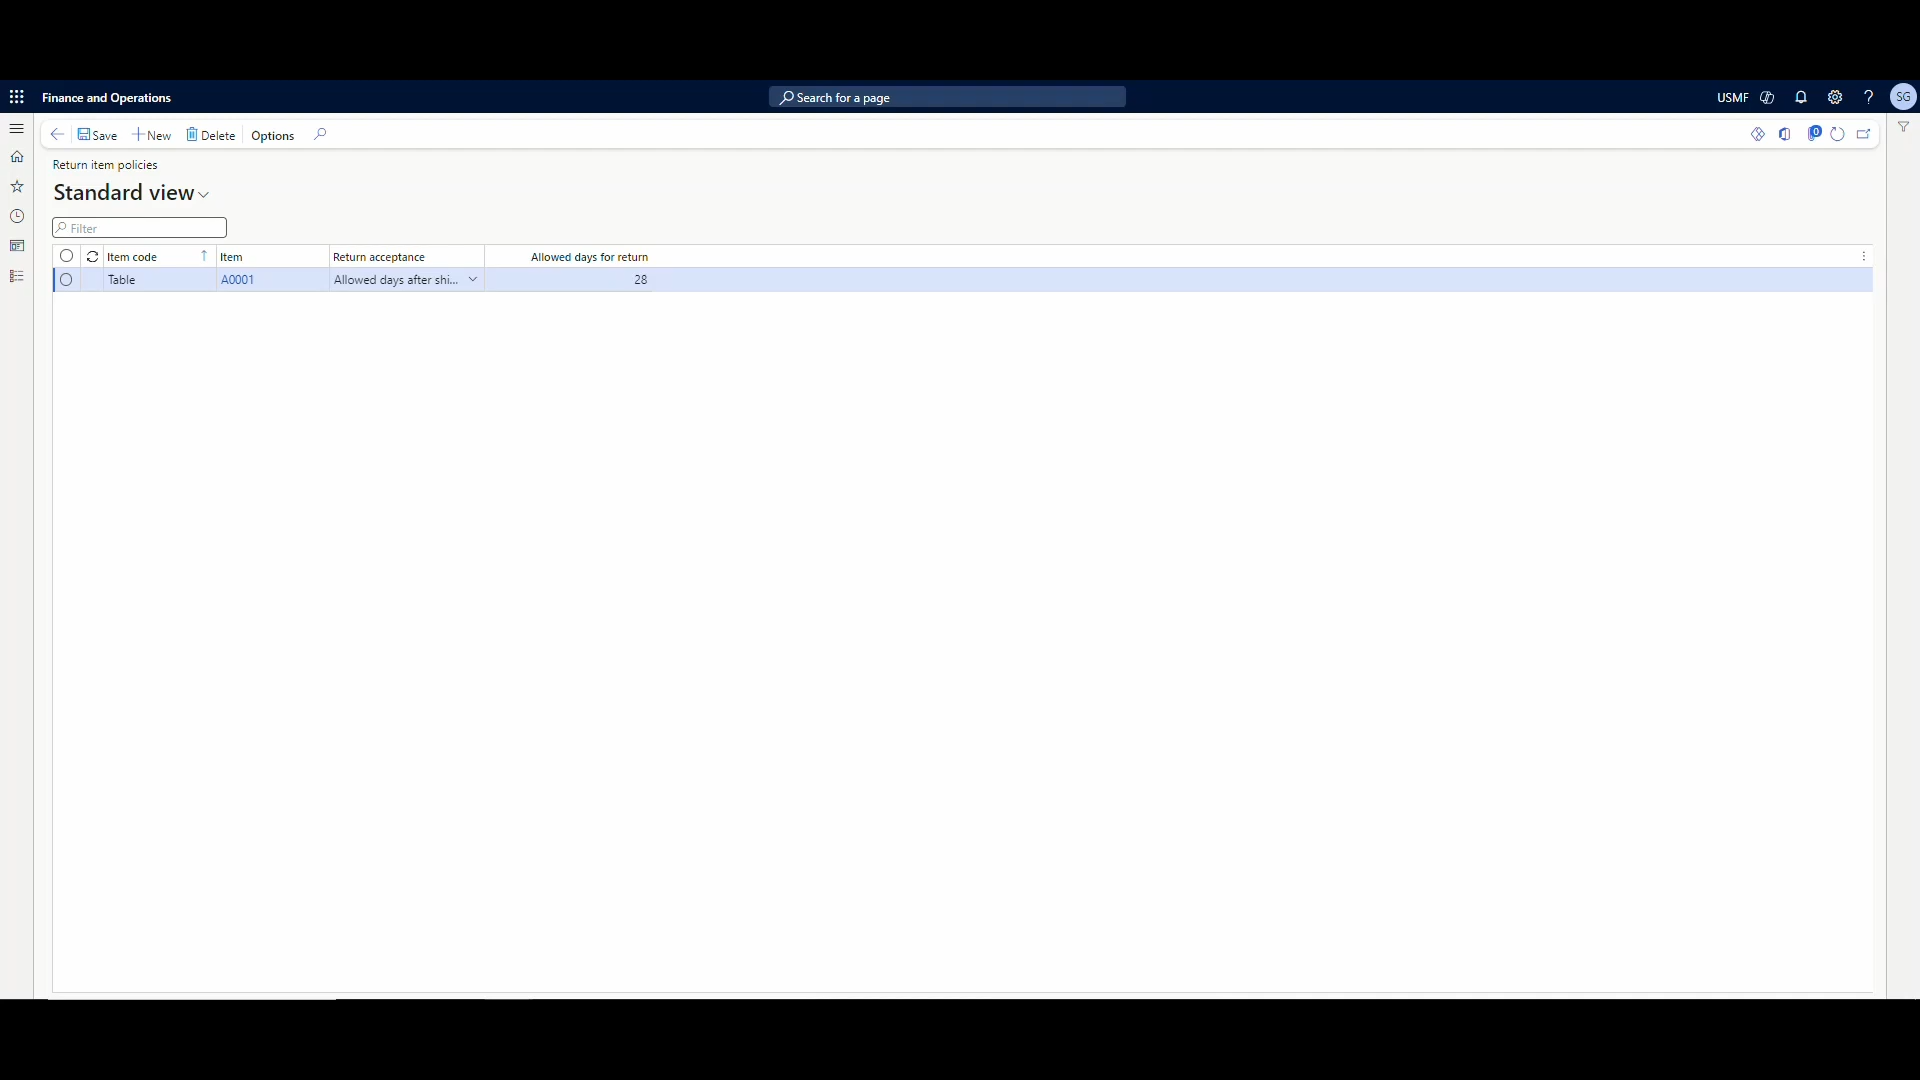 Finance and Operations
Search for a page
USMF
SG
Save
New
Delete
Options
0
Return item policies
Standard view
Filter
Item code
Item
Return acceptance
Allowed days for return
Table
A0001
Allowed days after shi...
28